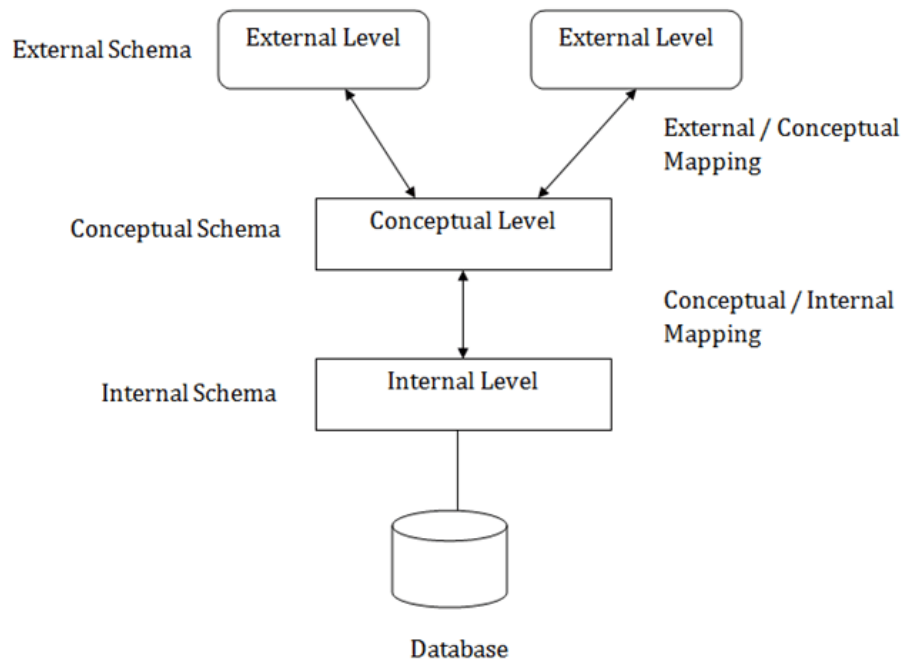 External Schema
External Level
External Level
External / Conceptual
Mapping
Conceptual Schema
Conceptual Level
Conceptual / Internal
Mapping
Internal Schema
Internal Level
Database